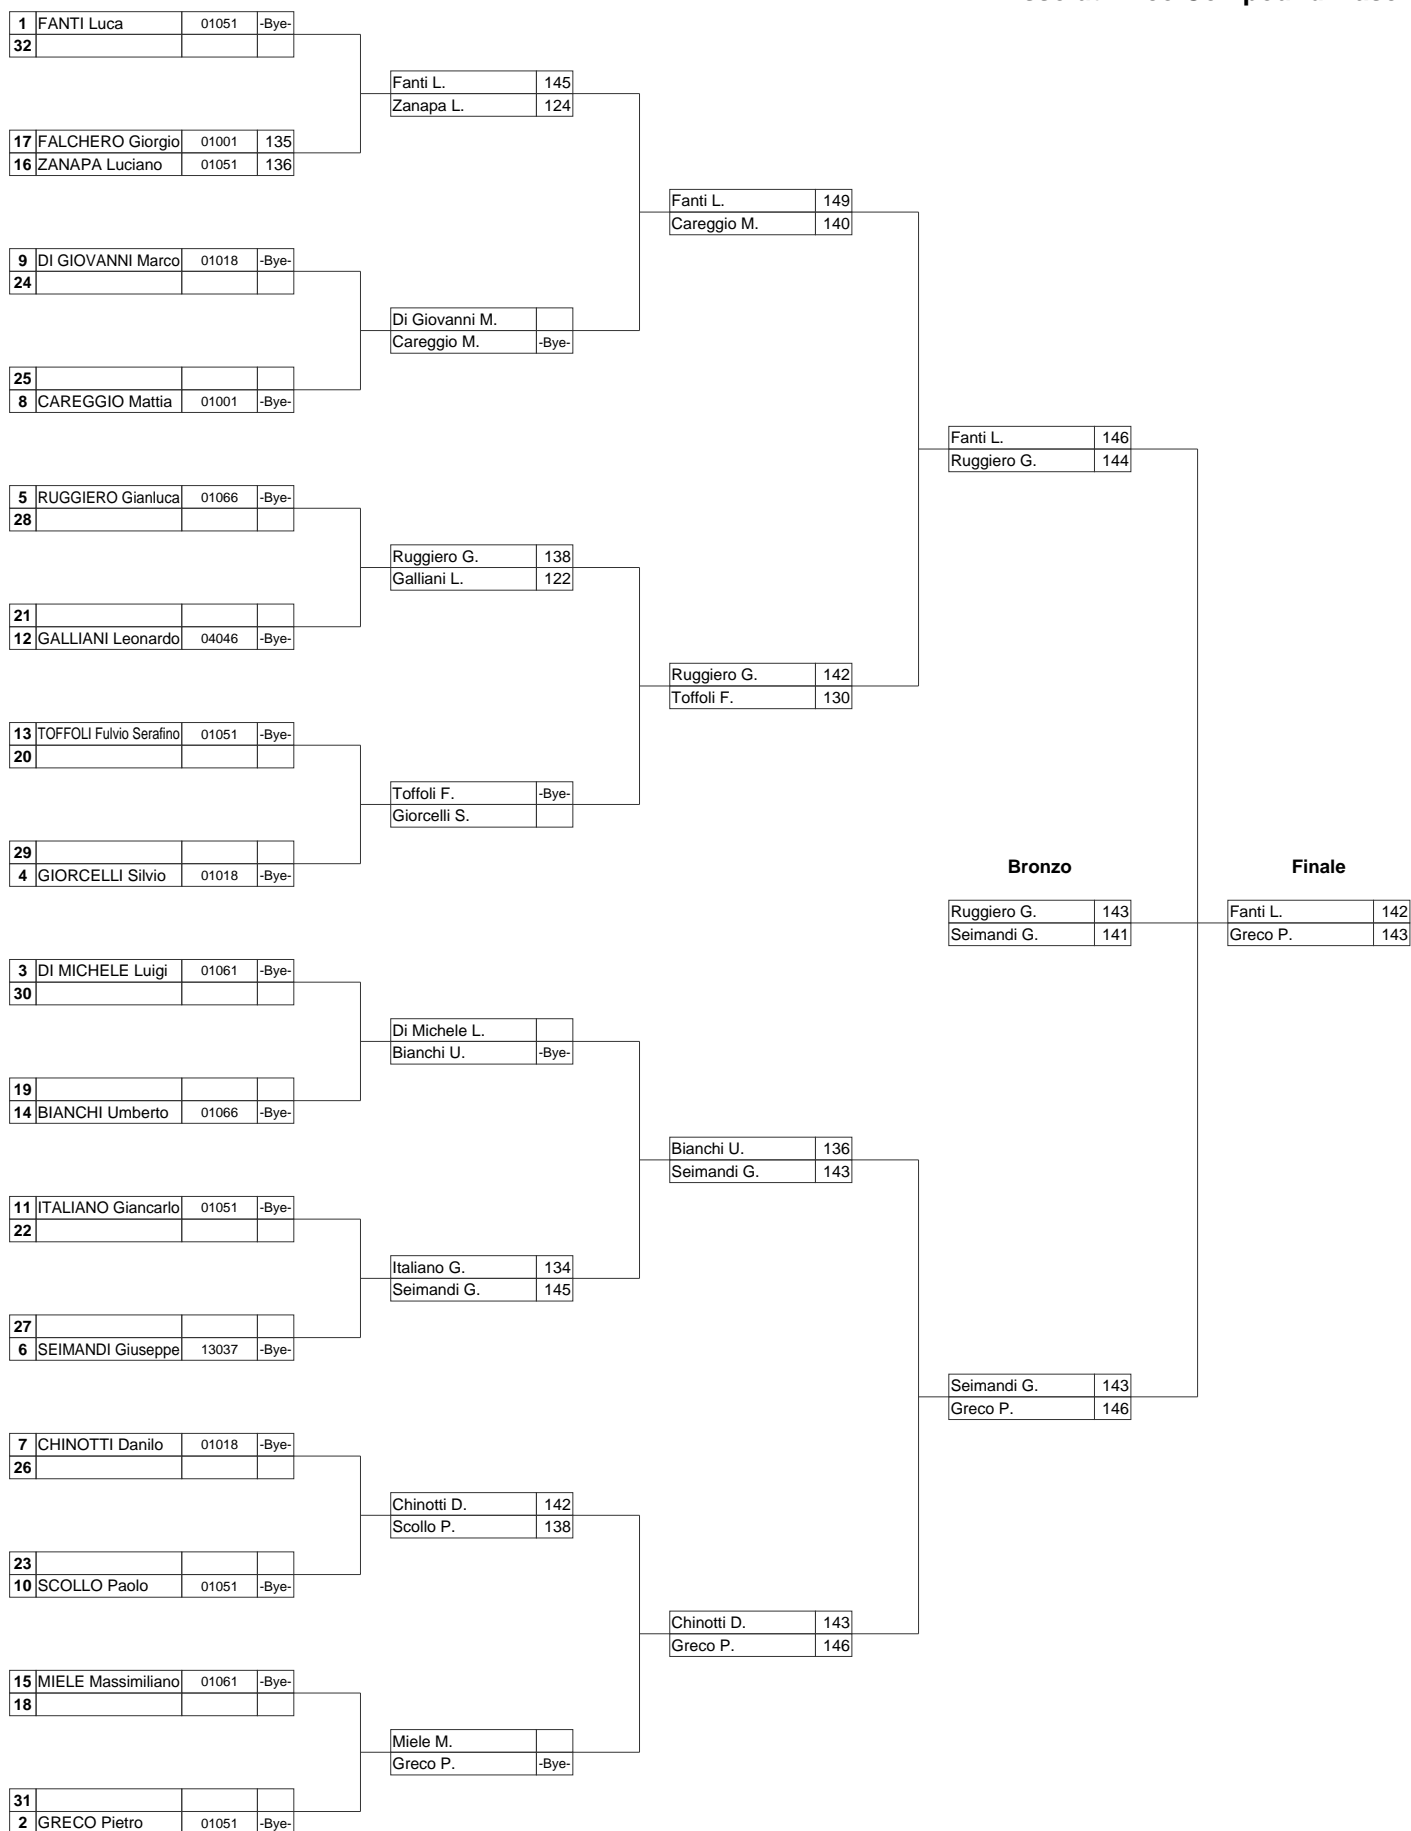 1 FANTI Luca 01051 -Bye-
32
Fanti L. 145
Zanapa L. 124
17 FALCHERO Giorgio 01001 135
16 ZANAPA Luciano 01051 136
Fanti L. 149
Careggio M. 140
9 DI GIOVANNI Marco 01018 -Bye-
24
Di Giovanni M.
Careggio M. -Bye-
25
8 CAREGGIO Mattia 01001 -Bye-
Fanti L. 146
Ruggiero G. 144
5 RUGGIERO Gianluca 01066 -Bye-
28
Ruggiero G. 138
Galliani L. 122
21
12 GALLIANI Leonardo 04046 -Bye-
Ruggiero G. 142
Toffoli F. 130
13 TOFFOLI Fulvio Serafino 01051 -Bye-
20
Toffoli F. -Bye-
Giorcelli S.
29
4 GIORCELLI Silvio 01018 -Bye-
Bronzo Finale
Ruggiero G. 143 Fanti L. 142
Seimandi G. 141 Greco P. 143
3 DI MICHELE Luigi 01061 -Bye-
30
Di Michele L.
Bianchi U. -Bye-
19
14 BIANCHI Umberto 01066 -Bye-
Bianchi U. 136
Seimandi G. 143
11 ITALIANO Giancarlo 01051 -Bye-
22
Italiano G. 134
Seimandi G. 145
27
6 SEIMANDI Giuseppe 13037 -Bye-
Seimandi G. 143
Greco P. 146
7 CHINOTTI Danilo 01018 -Bye-
26
Chinotti D. 142
Scollo P. 138
23
10 SCOLLO Paolo 01051 -Bye-
Chinotti D. 143
Greco P. 146
15 MIELE Massimiliano 01061 -Bye-
18
Miele M.
Greco P. -Bye-
31
2 GRECO Pietro 01051 -Bye-